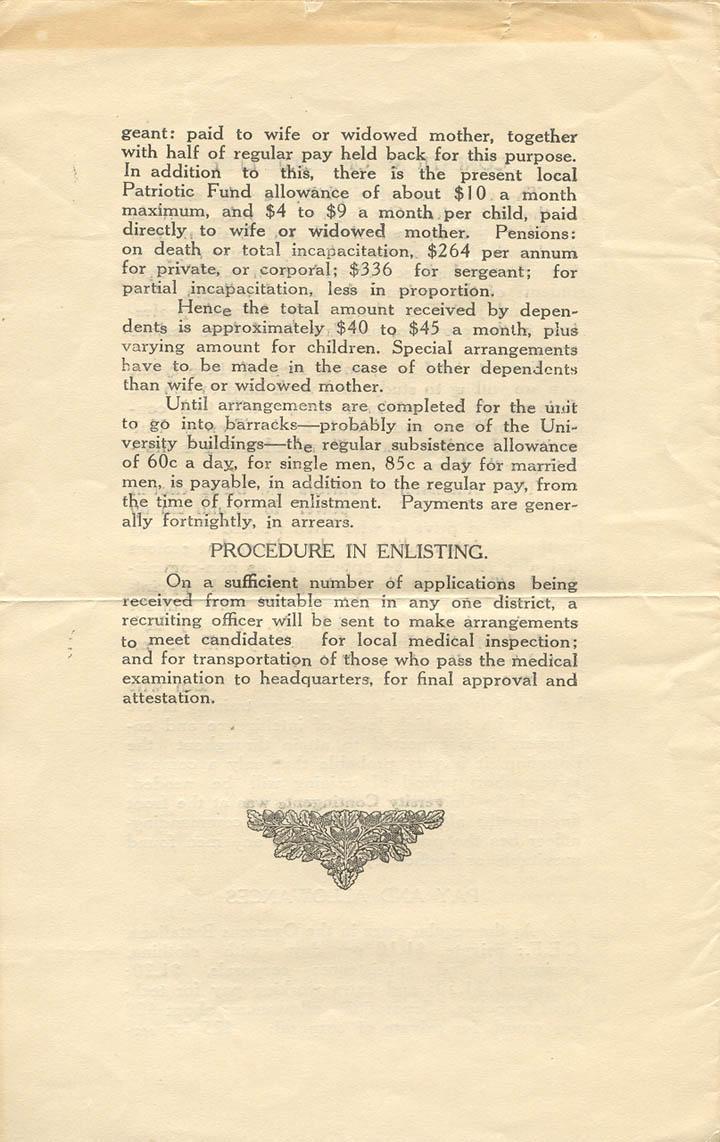 geant: paid to wife or widowed mother, together
with half of regular pay held back for this purpose.
In addition to this, there is the present local
Patriotic Fund allowance of about $10 a month
maximum, and $4 to $9 a month per child, paid
directly to wife or widowed mother. Pensions:
on death or total incapacitation, $264 per annum
for private, or corporal; $336 for sergeant; for
partial incapacitation, less in proportion.
Hence the total amount received by depen-
dents is approximately $40 to $45 a month, plus
varying amount for children. Special arrangements
have to be made in the case of other dependents
than wife or widowed mother.
Until arrangements are completed for the unit
to go into barracks—probably in one of the Uni-
versity buildings—the regular subsistence allowance
of 60c a day, for single men, 85c a day for married
men, is payable, in addition to the regular pay, from
the time of formal enlistment. Payments are gener-
ally fortnightly, in arrears.
PROCEDURE IN ENLISTING.
On a sufficient number of applications being
received from suitable men in any one district, a
recruiting officer will be sent to make arrangements
to meet candidates for local medical inspection;
and for transportation of those who pass the medical
examination to headquarters, for final approval and
attestation.